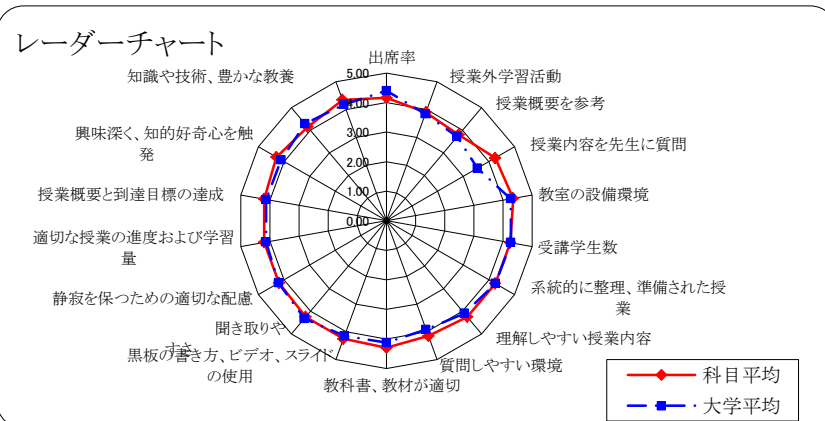 レーダーチャート
出席率
授業外学習活動
授業概要を参考
授業内容を先生に質問
教室の設備環境
受講学生数
系統的に整理、準備された授
業
理解しやすい授業内容
質問しやすい環境
教科書、教材が適切
黒板の書き方、ビデオ、スライド
の使用
聞き取りや
すさ
静寂を保つための適切な配慮
適切な授業の進度および学習
量
授業概要と到達目標の達成
興味深く、知的好奇心を触
発
知識や技術、豊かな教養
5.00
4.00
3.00
2.00
1.00
0.00
科目平均
大学平均